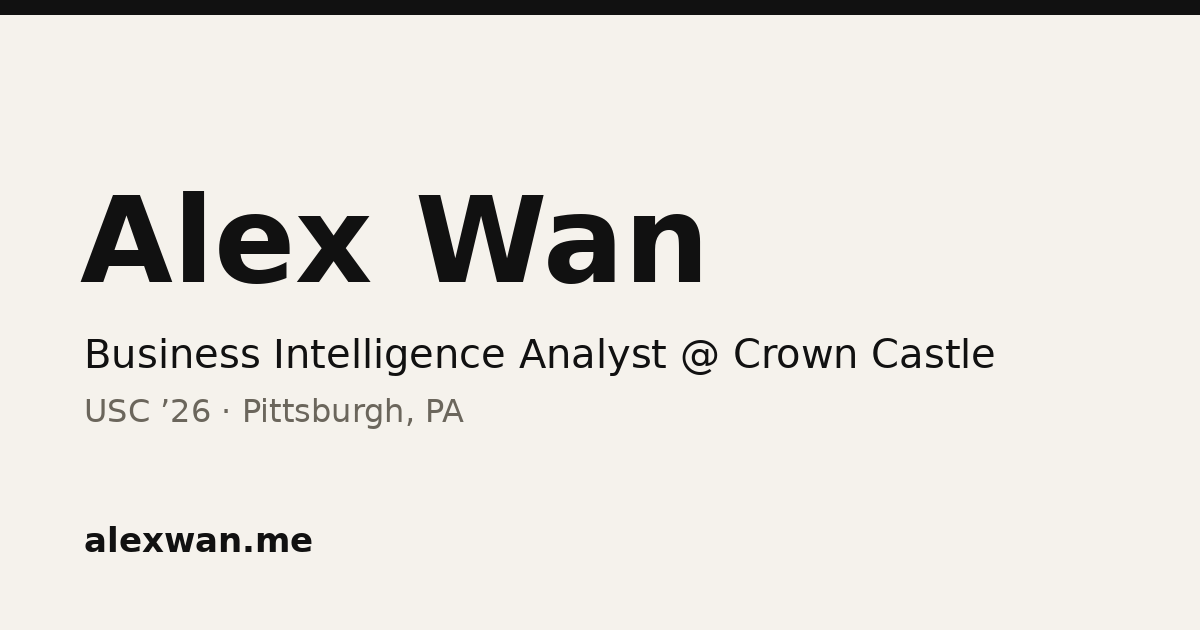 Alex Wan
Business Intelligence Analyst @ Crown Castle
USC ’26 · Pittsburgh, PA
alexwan.me